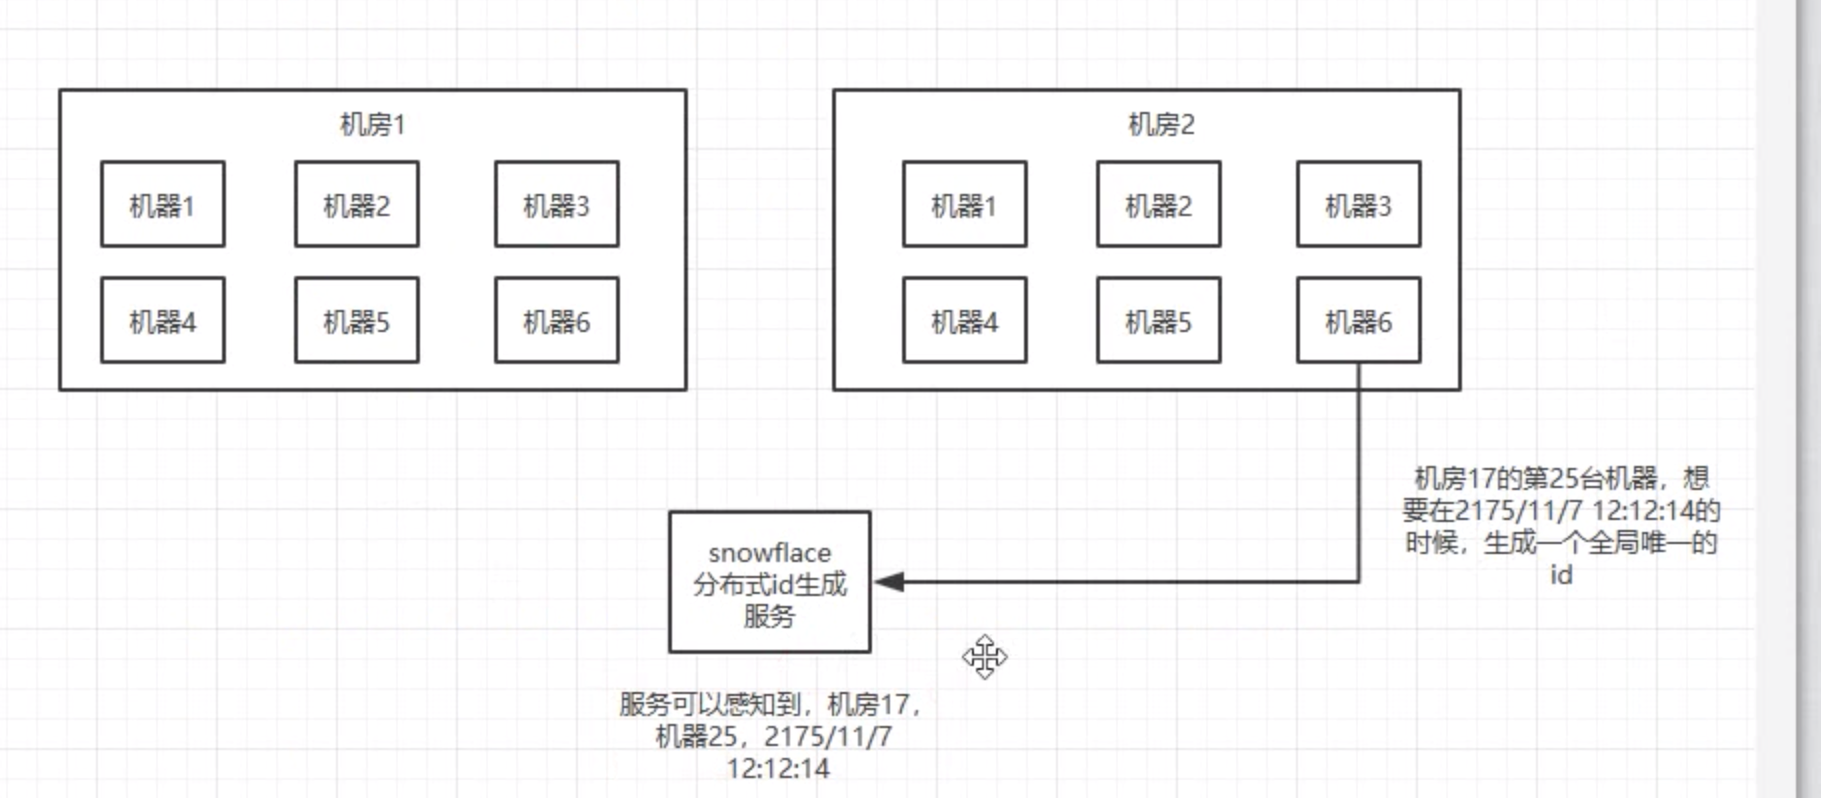 机房1
机器1
机器2
机器3
机器4
机器5
机器6
机房2
机器1
机器2
机器3
机器4
机器5
机器6
机房17的第25台机器，想
要在2175/11/7 12:12:14的
时候，生成一个全局唯一的
id
snowflace
分布式id生成
服务
服务可以感知到，机房17，
机器25，2175/11/7
12:12:14